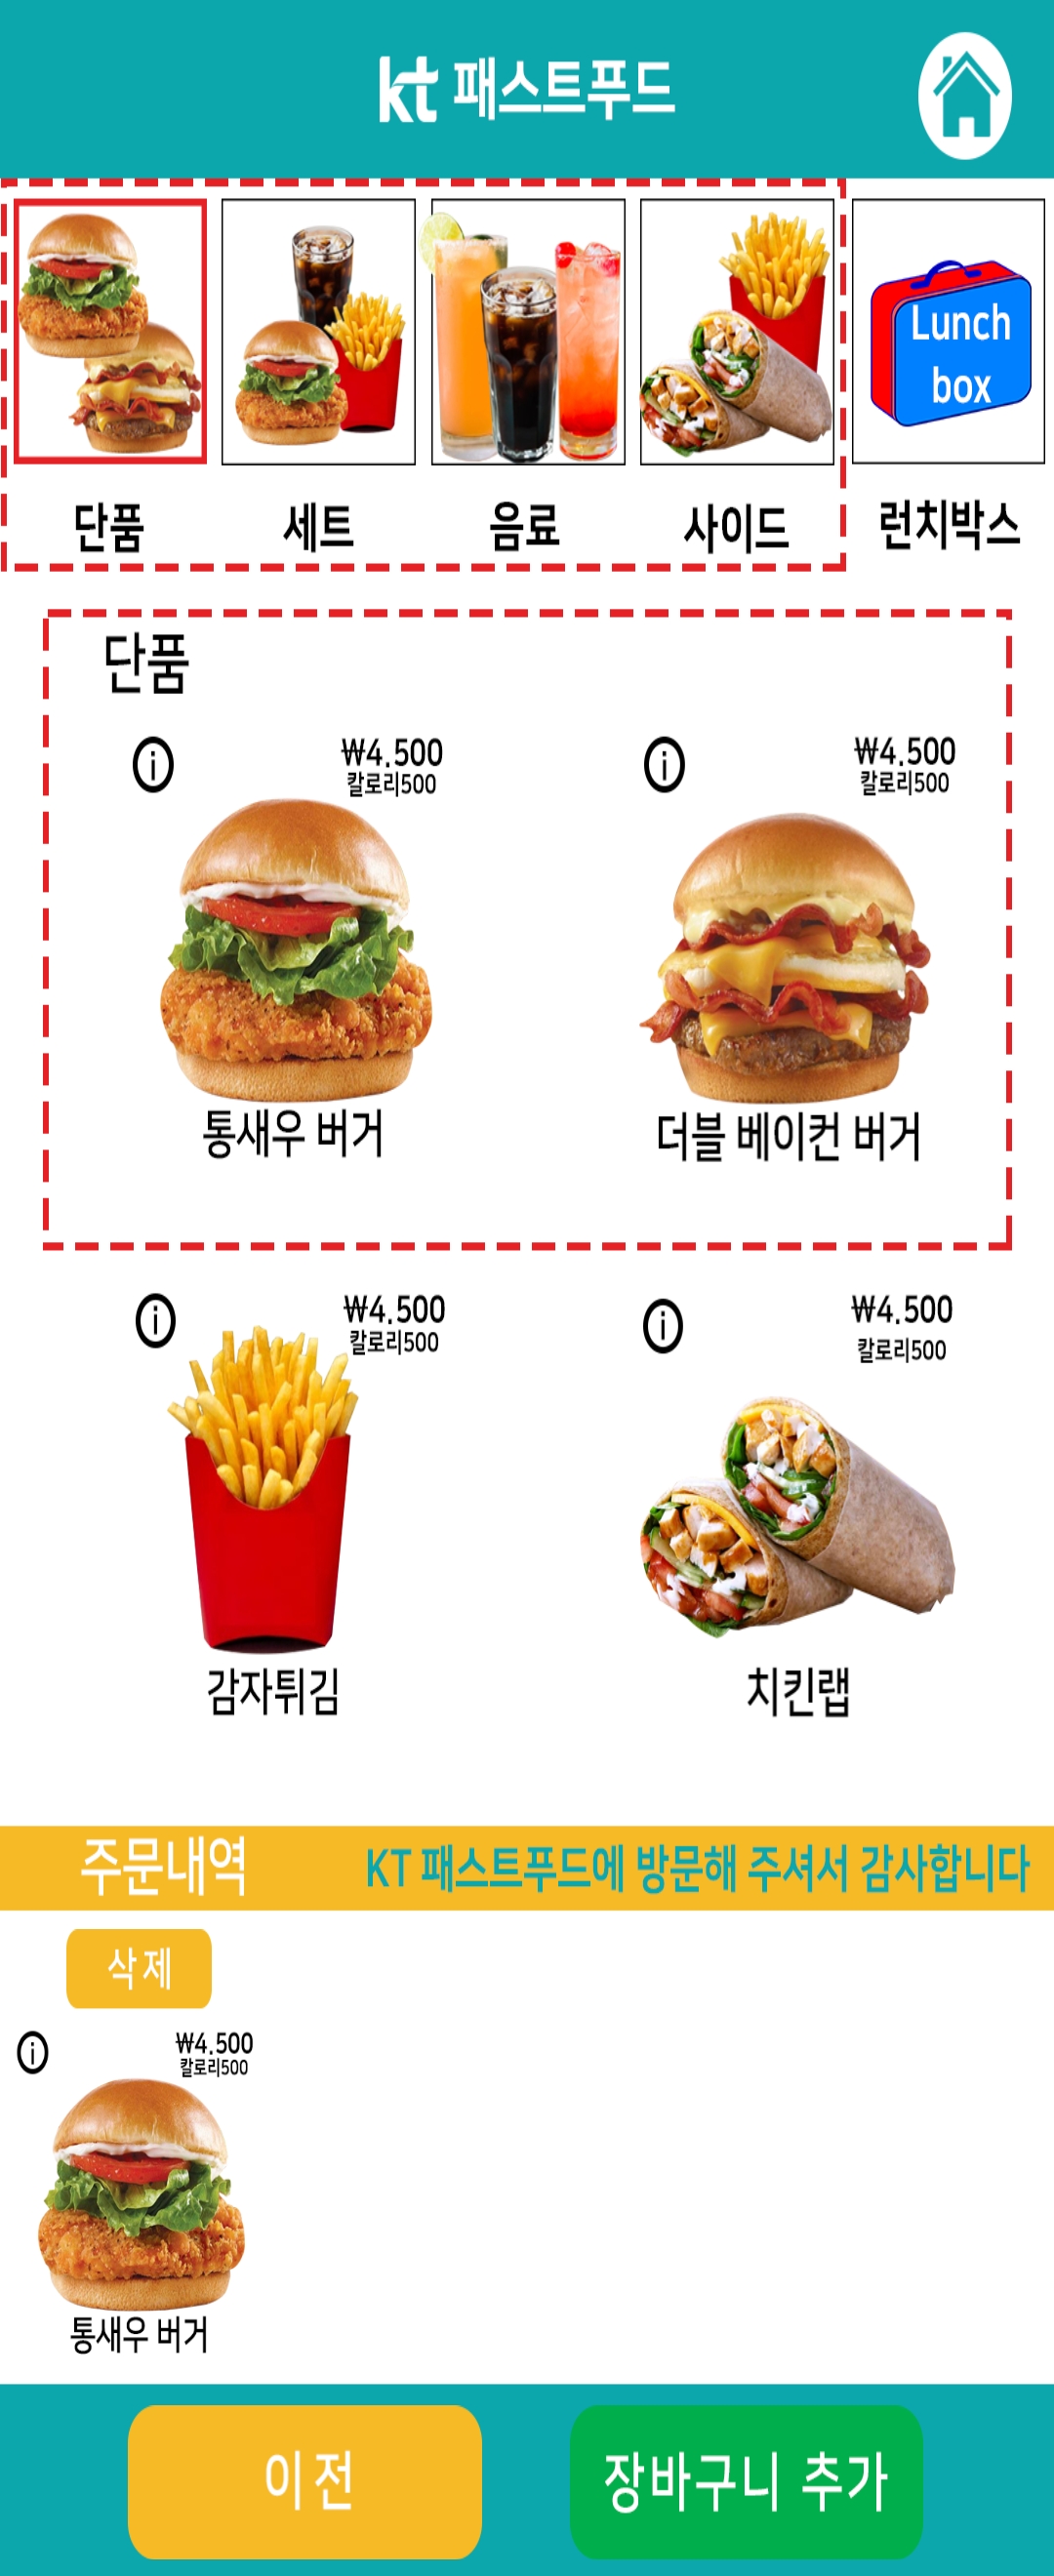 kt 패스트푸드
Lunch
box
단품
세트
음료
사이드
런치박스
단품
₩4.500
칼로리500
₩4.500
칼로리500
통새우 버거
더블 베이컨 버거
₩4.500
칼로리500
₩4.500
칼로리500
감자튀김
치킨랩
주문내역
KT 패스트푸드에 방문해 주셔서 감사합니다
삭제
₩4.500
칼로리500
통새우 버거
이전
장바구니 추가